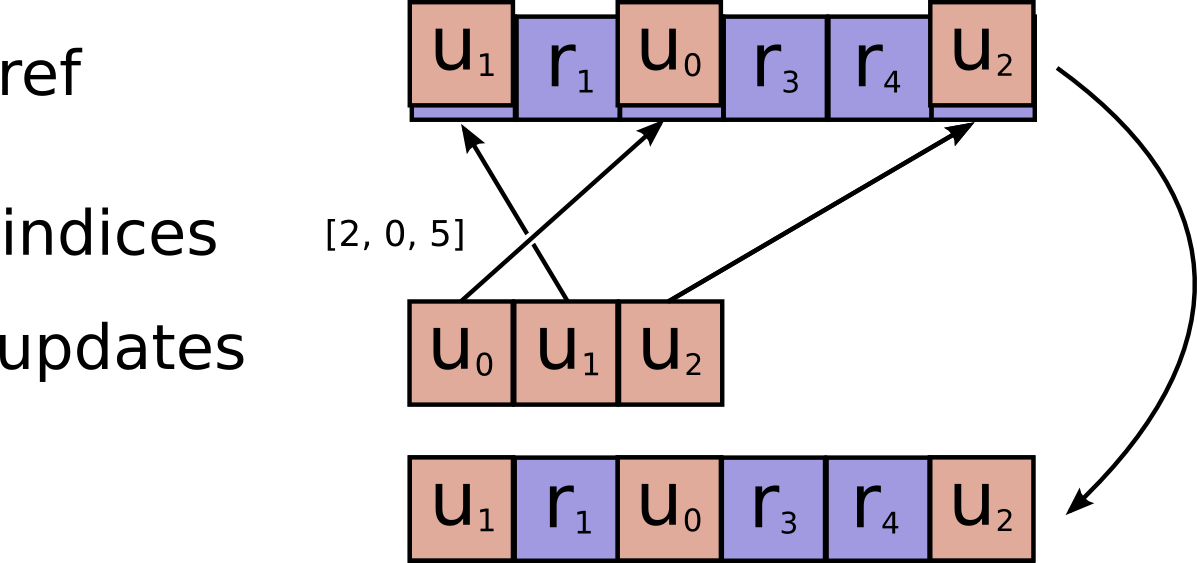 ref u₁ r₁ u₀ r₃ r₄ u₂
indices [2, 0, 5]
updates u₀ u₁ u₂
u₁ r₁ u₀ r₃ r₄ u₂